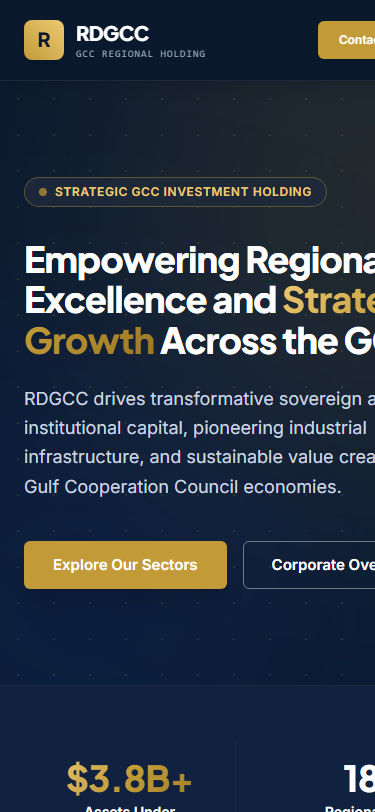 R
RDGCC
GCC REGIONAL HOLDING
STRATEGIC GCC INVESTMENT HOLDING
Empowering Regiona
Excellence and Strate
Growth Across the
RDGCC drives transformative sovereign a
institutional capital, pioneering industrial
infrastructure, and sustainable value crea
Gulf Cooperation Council economies.
Explore Our Sectors
Corporate Ove
$3.8B+
18
Assets Under